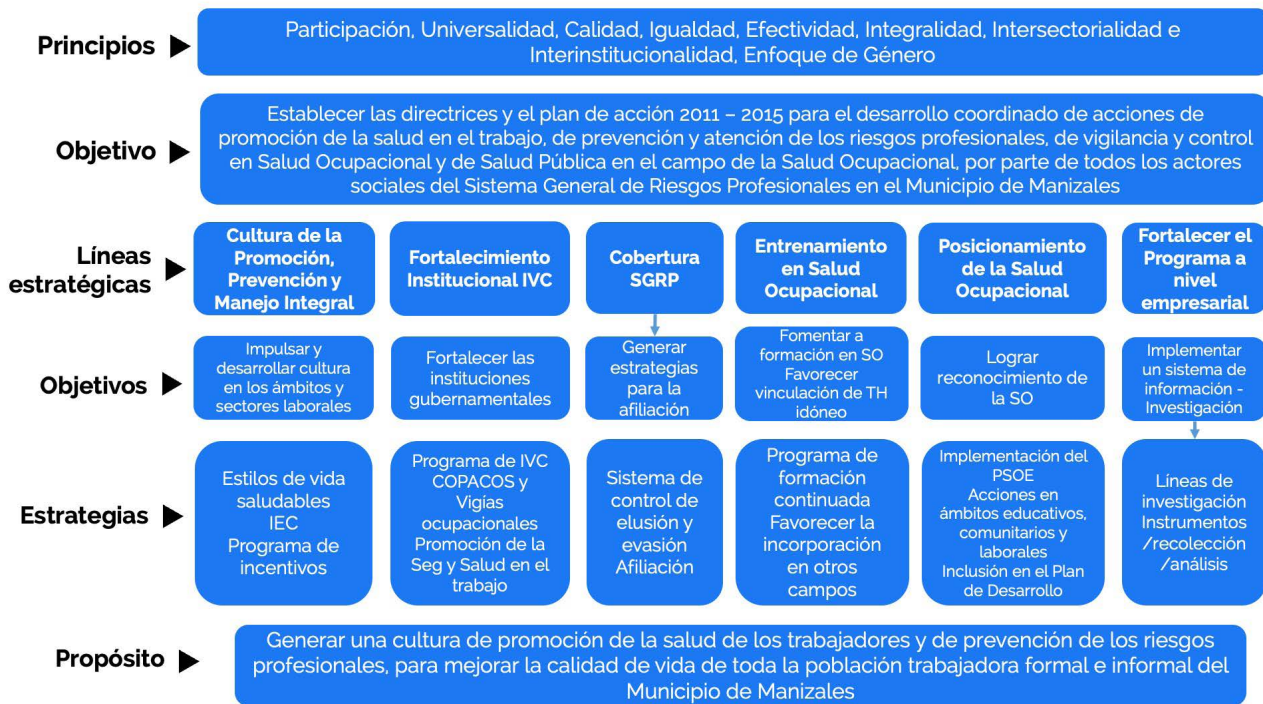 Principios
Participación, Universalidad, Calidad, Igualdad, Efectividad, Integralidad, Intersectorialidad e
Interinstitucionalidad, Enfoque de Género
Objetivo
Establecer las directrices y el plan de acción 2011 – 2015 para el desarrollo coordinado de acciones de
promoción de la salud en el trabajo, de prevención y atención de los riesgos profesionales, de vigilancia y control
en Salud Ocupacional y de Salud Pública en el campo de la Salud Ocupacional, por parte de todos los actores
sociales del Sistema General de Riesgos Profesionales en el Municipio de Manizales
Líneas
estratégicas
Cultura de la
Promoción,
Prevención y
Manejo Integral
Fortalecimiento
Institucional IVC
Cobertura
SGRP
Entrenamiento
en Salud
Ocupacional
Posicionamiento
de la Salud
Ocupacional
Fortalecer el
Programa a
nivel
empresarial
Objetivos
Impulsar y
desarrollar cultura
en los ámbitos y
sectores laborales
Fortalecer las
instituciones
gubernamentales
Generar
estrategias
para la
afiliación
Fomentar a
formación en SO
Favorecer
vinculación de TH
idóneo
Lograr
reconocimiento de
la SO
Implementar
un sistema de
información -
Investigación
Estrategias
Estilos de vida
saludables
IEC
Programa de
incentivos
Programa de IVC
COPACOS y
Vigías
ocupacionales
Promoción de la
Seg y Salud en el
trabajo
Sistema de
control de
elusión y
evasión
Afiliación
Programa de
formación
continuada
Favorecer la
incorporación
en otros
campos
Implementación del
PSOE
Acciones en
ámbitos educativos,
comunitarios y
laborales
Inclusión en el Plan
de Desarrollo
Líneas de
investigación
Instrumentos
/recolección
/análisis
Propósito
Generar una cultura de promoción de la salud de los trabajadores y de prevención de los riesgos
profesionales, para mejorar la calidad de vida de toda la población trabajadora formal e informal del
Municipio de Manizales